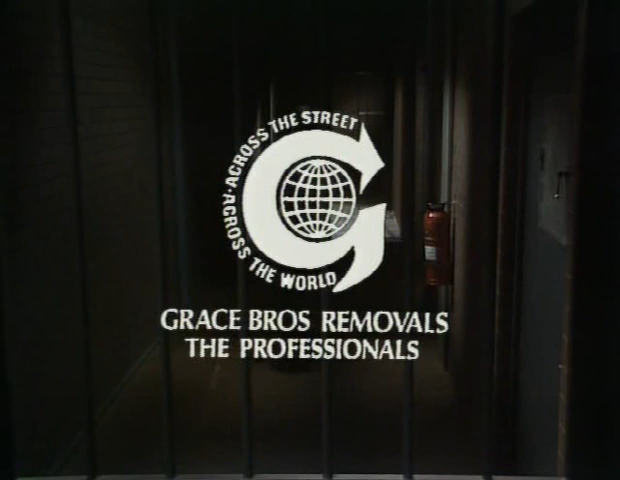 ACROSS THE STREET · ACROSS THE WORLD
GRACE BROS REMOVALS
THE PROFESSIONALS